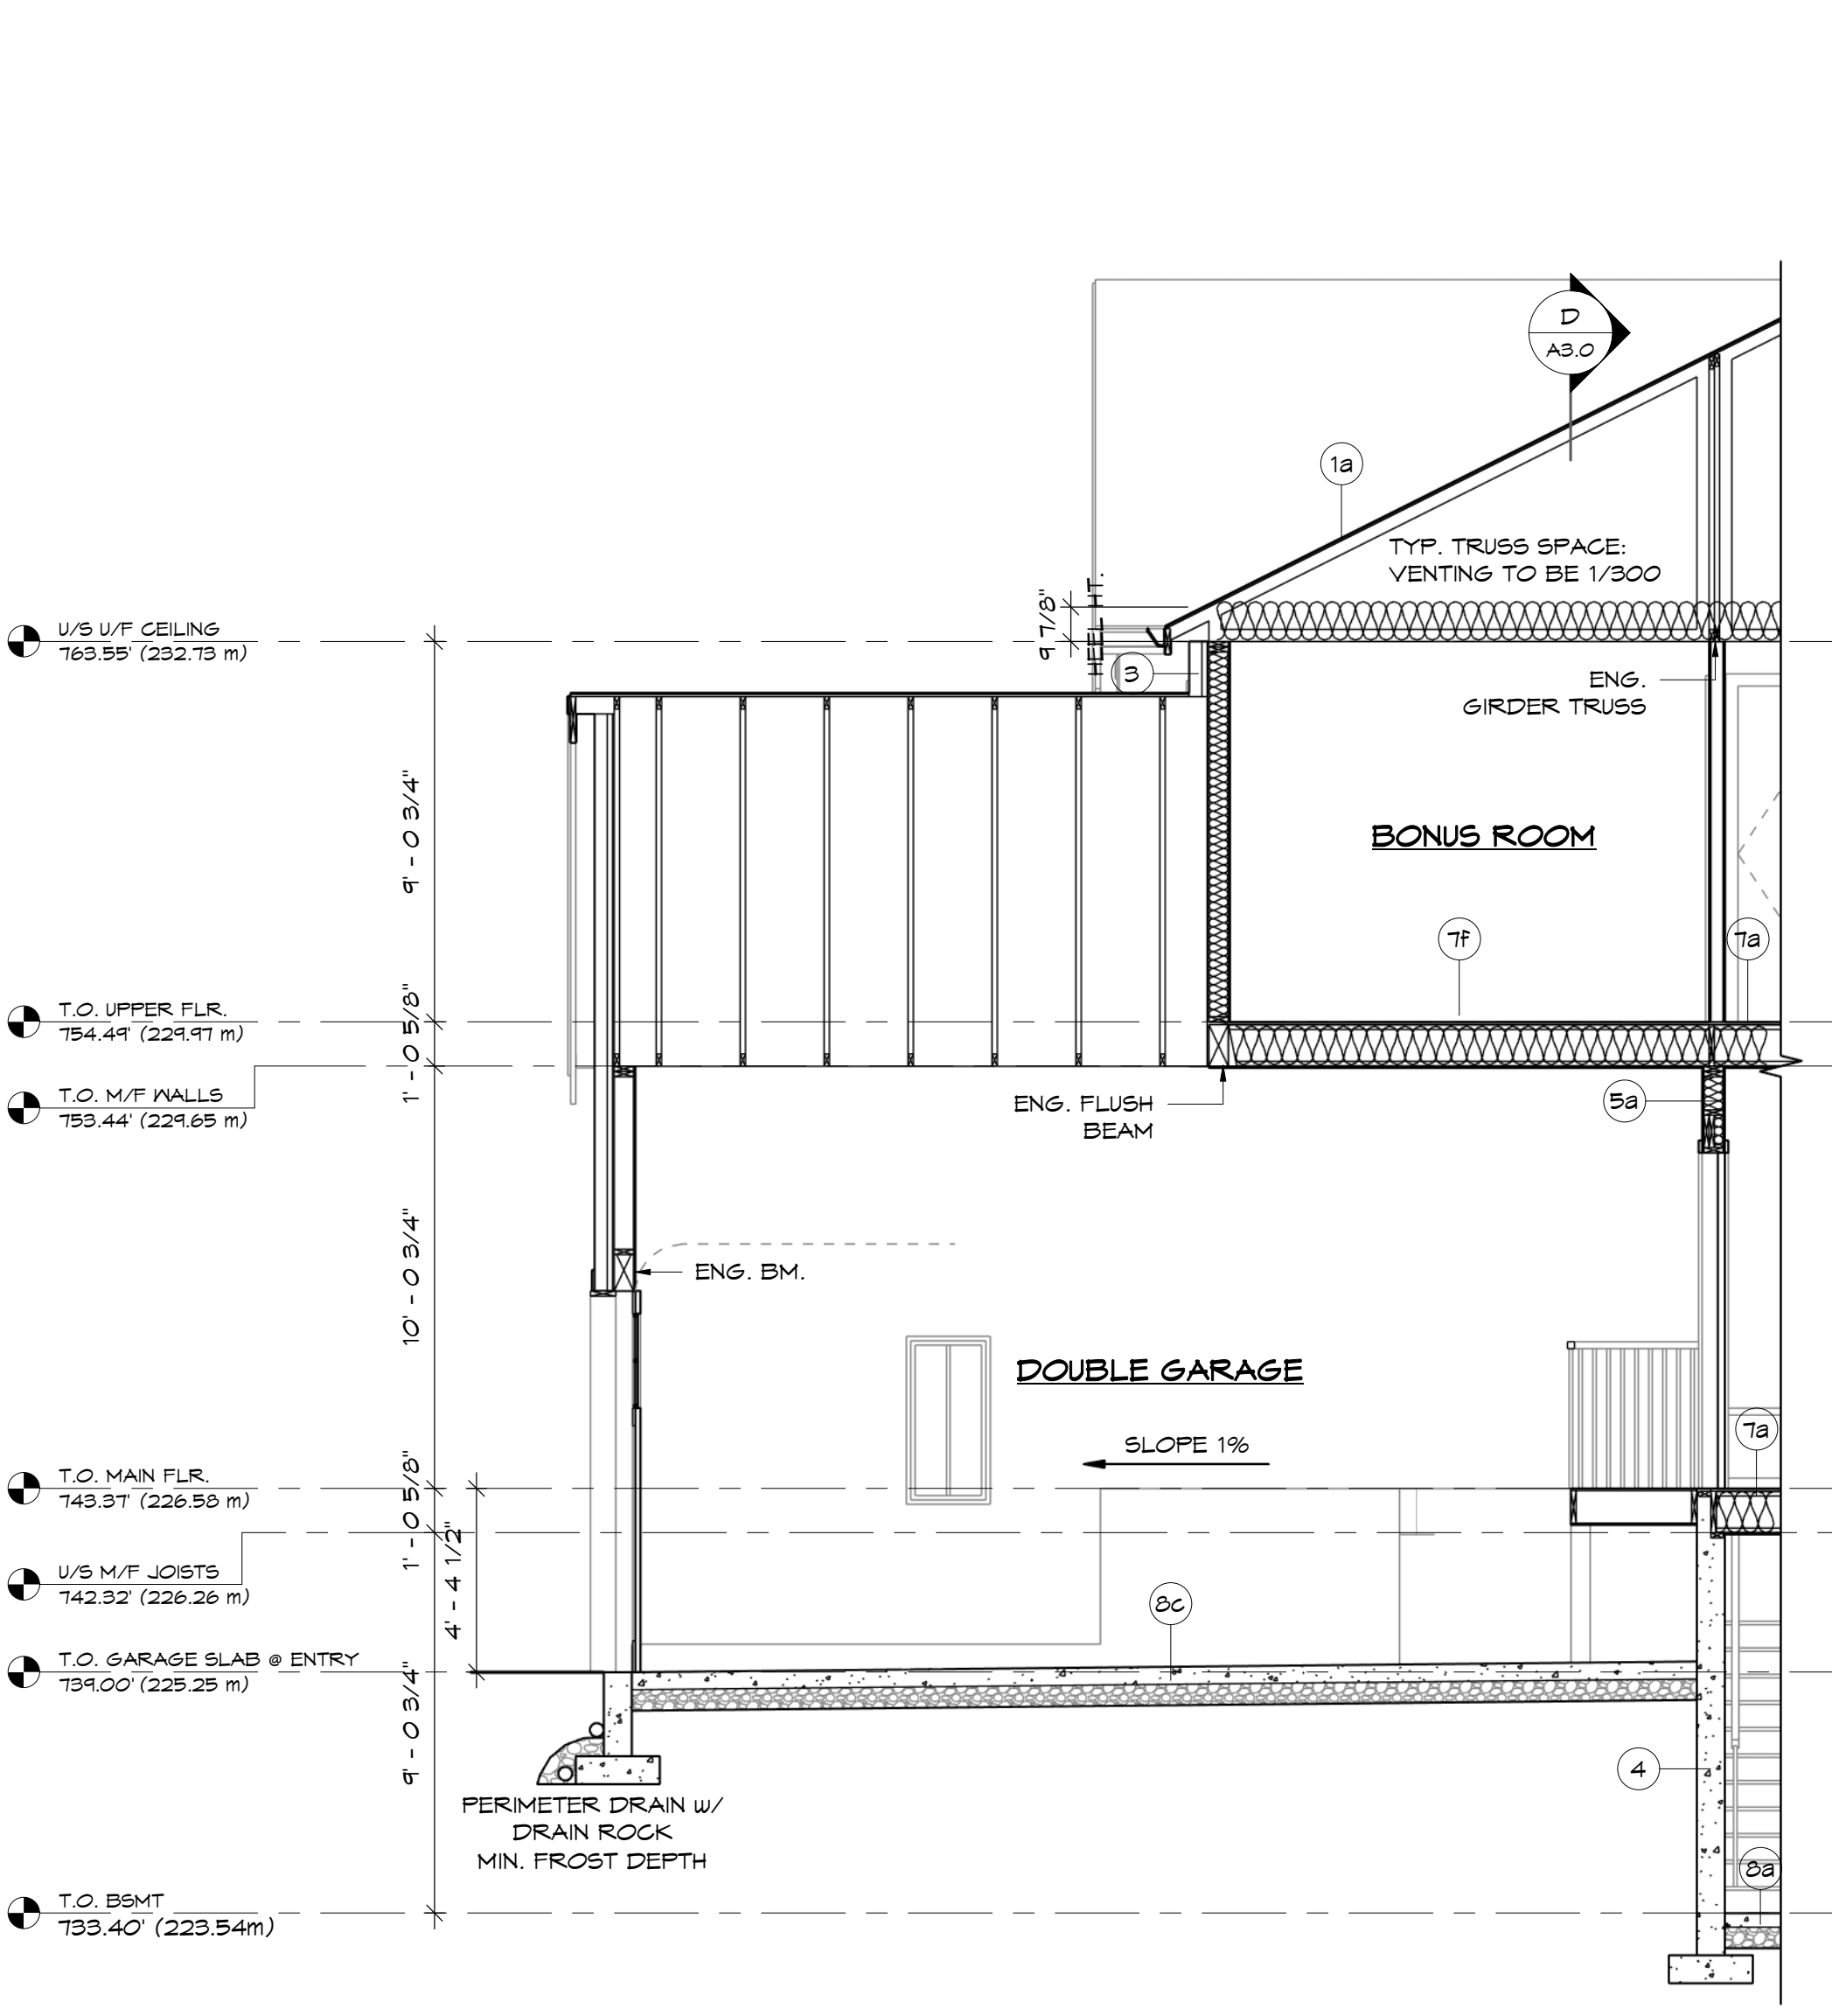 D
A3.0
1a
TYP. TRUSS SPACE:
VENTING TO BE 1/300
9 7/8"
HEEL HT.
U/S U/F CEILING
763.55' (232.73 m)
3
ENG.
GIRDER TRUSS
9' - 0 3/4"
BONUS ROOM
7f
7a
T.O. UPPER FLR.
754.49' (229.97 m)
1' - 0 5/8"
T.O. M/F WALLS
753.44' (229.65 m)
ENG. FLUSH
BEAM
5a
10' - 0 3/4"
ENG. BM.
DOUBLE GARAGE
SLOPE 1%
7a
T.O. MAIN FLR.
743.37' (226.58 m)
1' - 0 5/8"
4' - 4 1/2"
U/S M/F JOISTS
742.32' (226.26 m)
8c
T.O. GARAGE SLAB @ ENTRY
739.00' (225.25 m)
9' - 0 3/4"
4
PERIMETER DRAIN w/
DRAIN ROCK
MIN. FROST DEPTH
8a
T.O. BSMT
733.40' (223.54m)